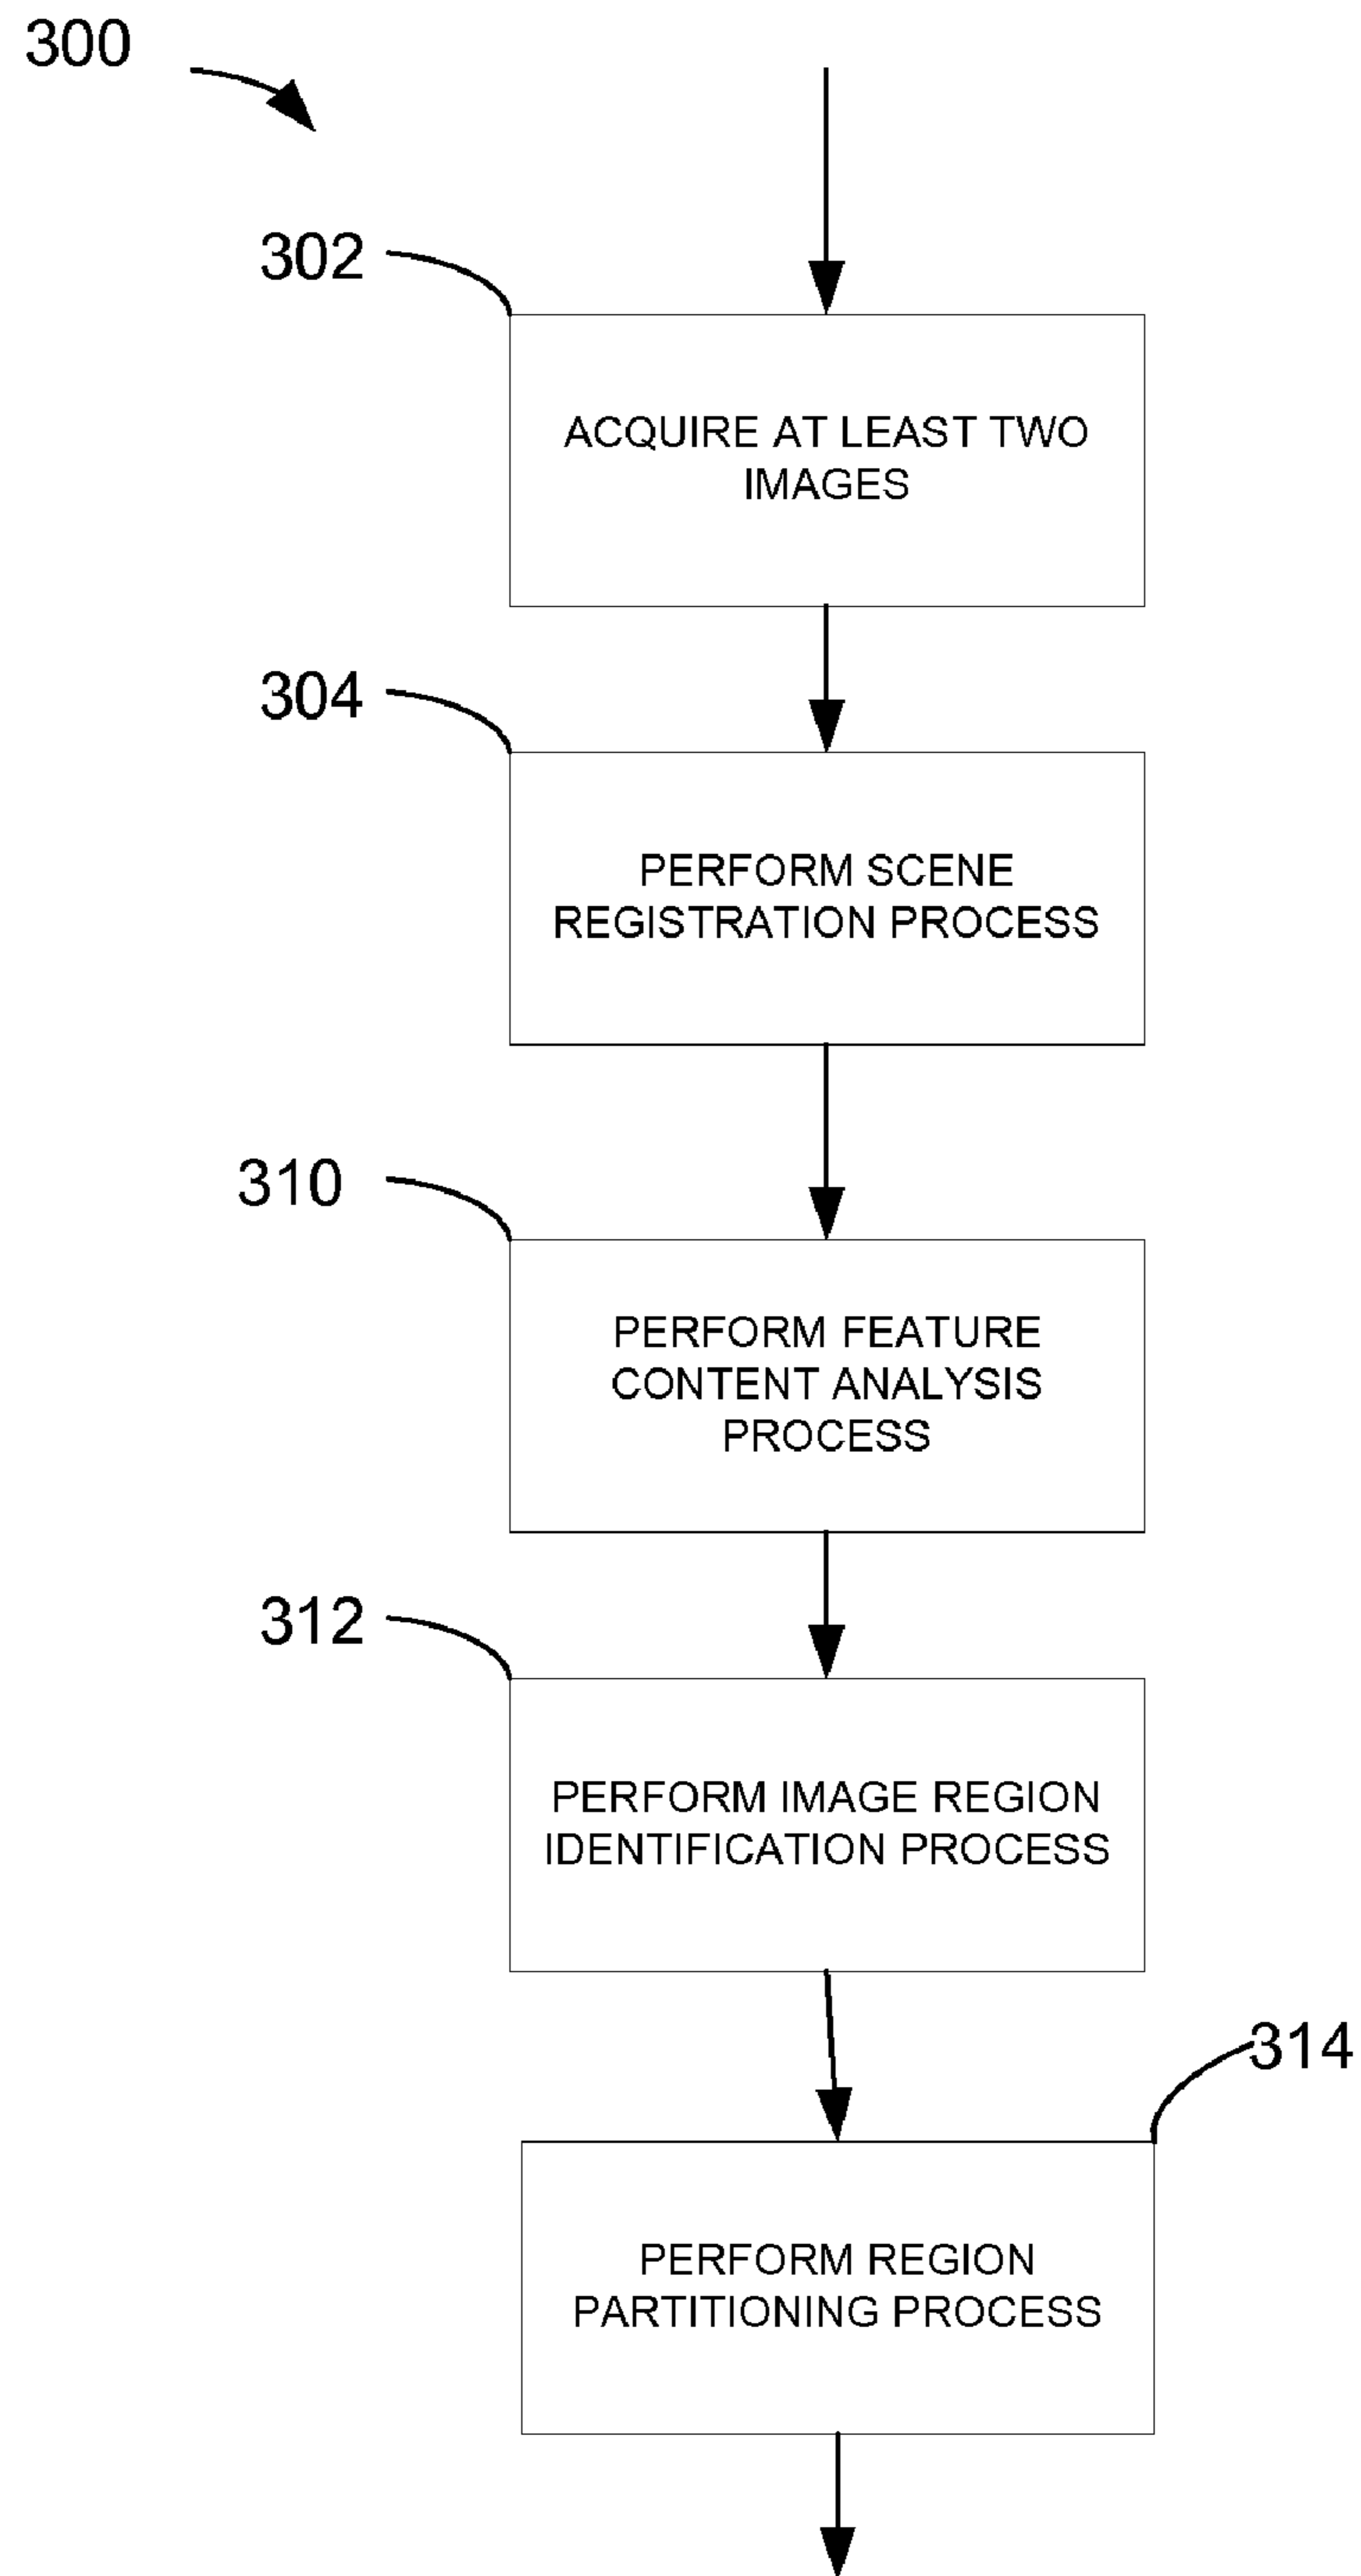 300
302
ACQUIRE AT LEAST TWO
IMAGES
304
PERFORM SCENE
REGISTRATION PROCESS
310
PERFORM FEATURE
CONTENT ANALYSIS
PROCESS
312
PERFORM IMAGE REGION
IDENTIFICATION PROCESS
314
PERFORM REGION
PARTITIONING PROCESS